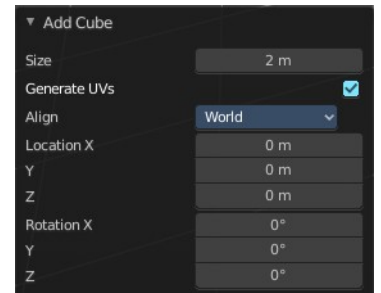 Add Cube
Size 2 m
Generate UVs
Align World
Location X 0 m
Y 0 m
Z 0 m
Rotation X 0°
Y 0°
Z 0°